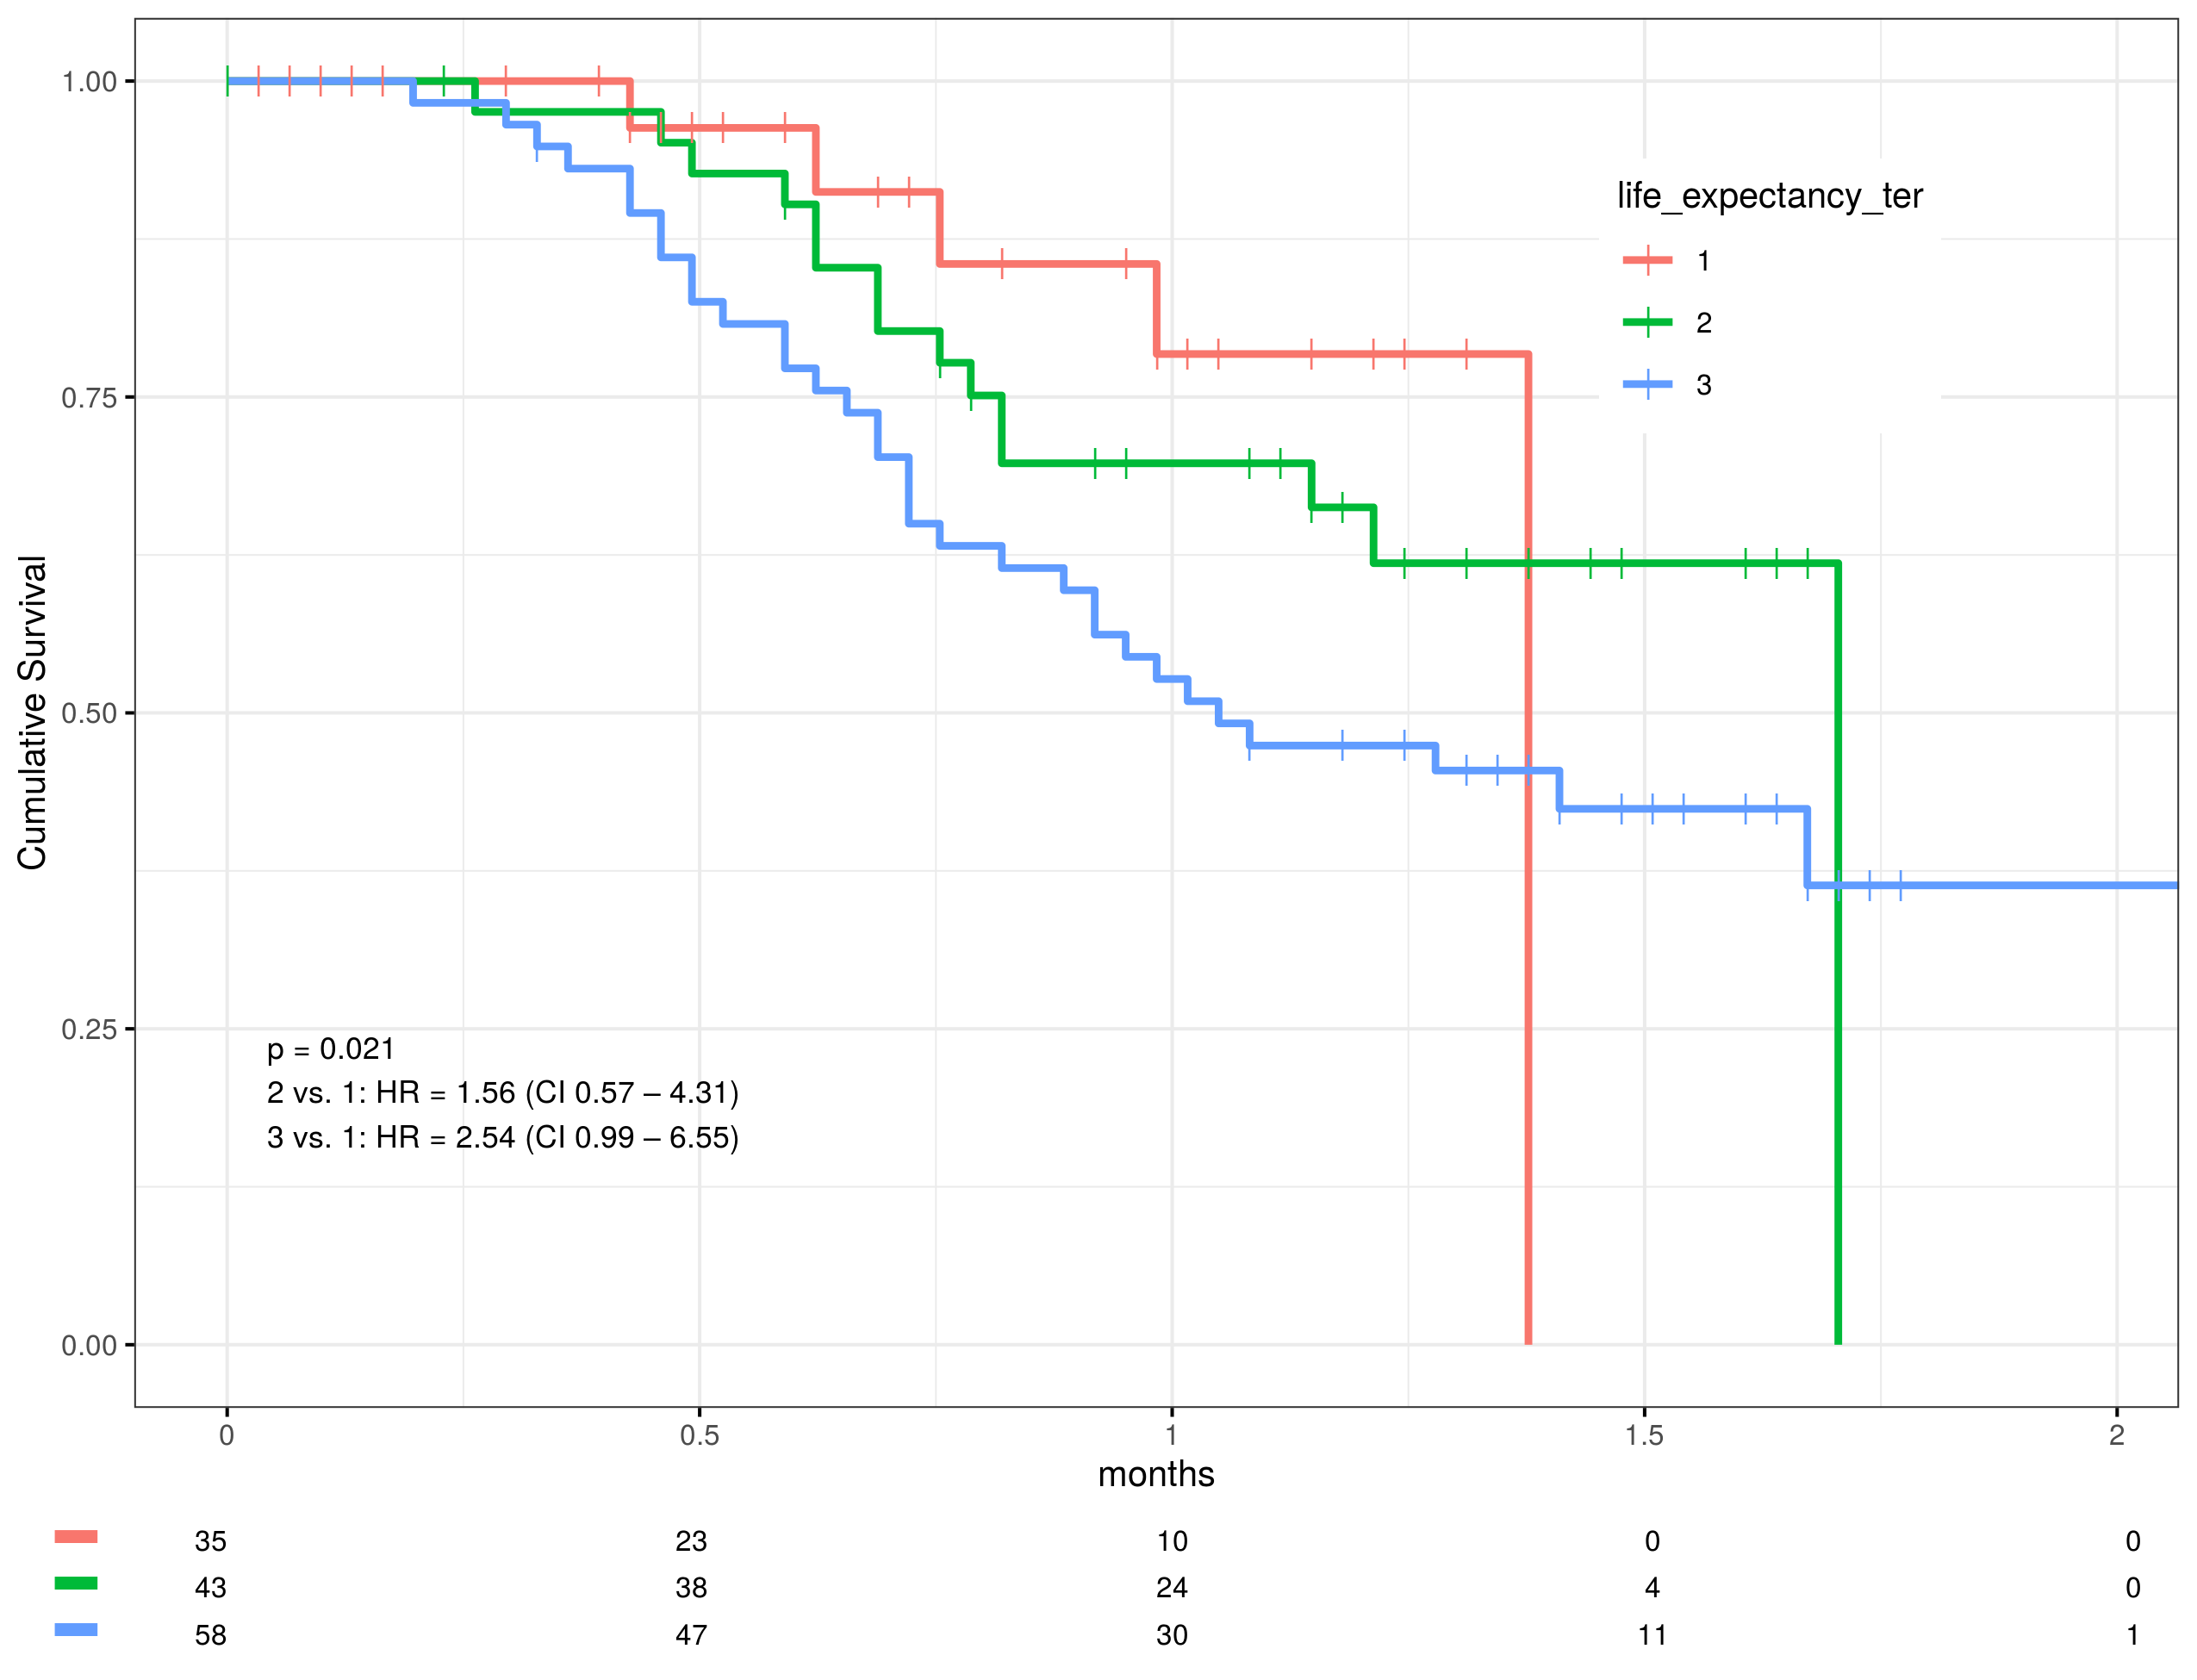 1.00
0.75
0.50
0.25
0.00
Cumulative Survival
life_expectancy_ter
1
2
3
p = 0.021
2 vs. 1: HR = 1.56 (CI 0.57 – 4.31)
3 vs. 1: HR = 2.54 (CI 0.99 – 6.55)
0 0.5 1 1.5 2
months
35 23 10 0 0
43 38 24 4 0
58 47 30 11 1